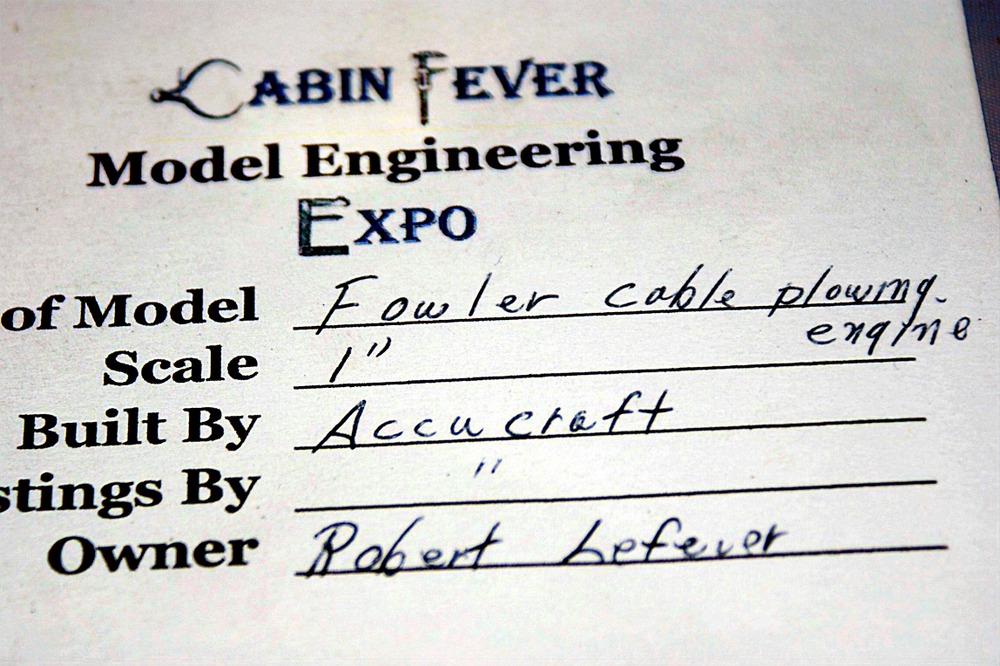 CABIN FEVER
Model Engineering
EXPO
of Model Fowler cable plowing
engine
Scale 1"
Built By Accucraft
stings By "
Owner Robert Lefever